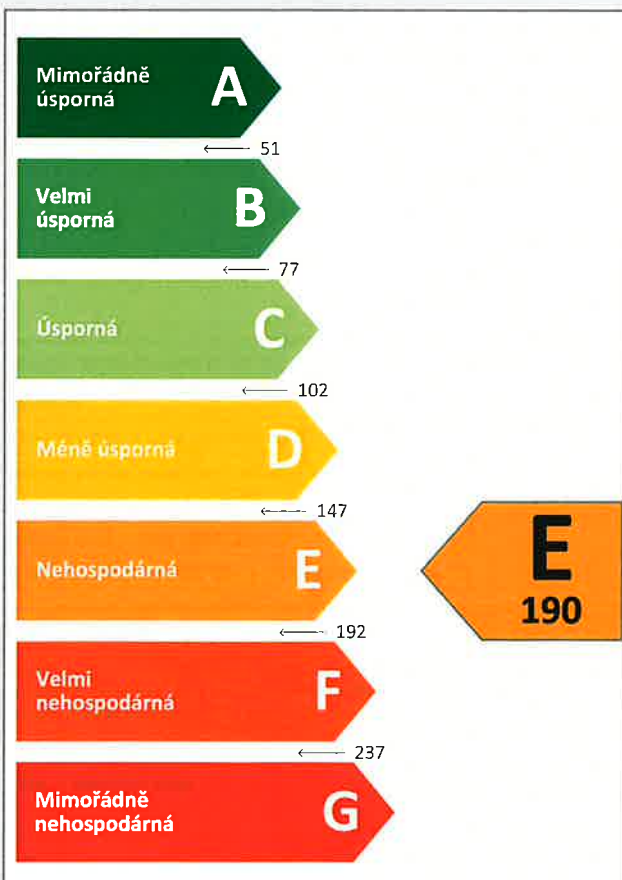 Mimořádně
úsporná
A
51
Velmi
úsporná
B
77
Úsporná
C
102
Méně úsporná
D
147
Nehospodárná
E
192
E
190
Velmi
nehospodárná
F
237
Mimořádně
nehospodárná
G